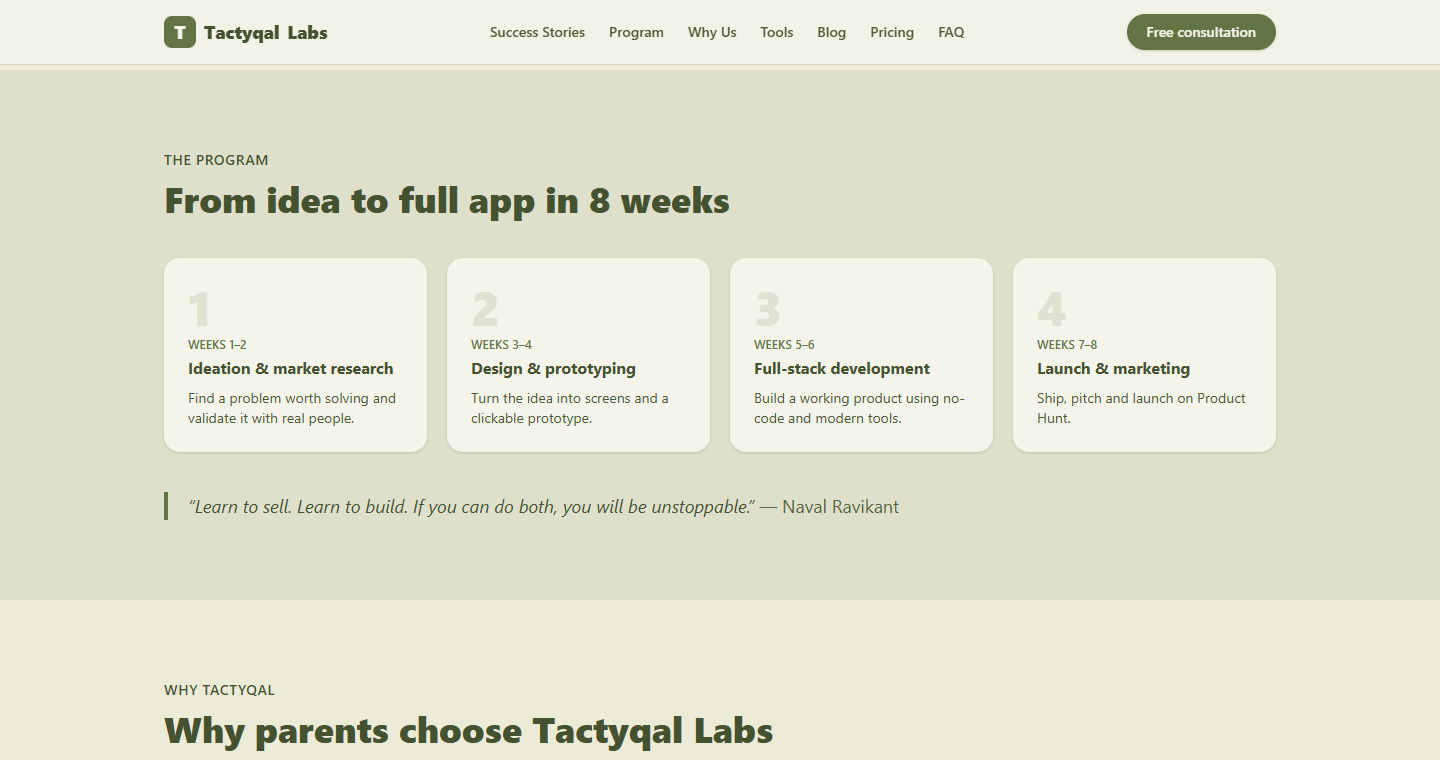 T Tactyqal Labs
Success Stories Program Why Us Tools Blog Pricing FAQ
Free consultation
THE PROGRAM
From idea to full app in 8 weeks
1
WEEKS 1–2
Ideation & market research
Find a problem worth solving and
validate it with real people.
2
WEEKS 3–4
Design & prototyping
Turn the idea into screens and a
clickable prototype.
3
WEEKS 5–6
Full-stack development
Build a working product using no-
code and modern tools.
4
WEEKS 7–8
Launch & marketing
Ship, pitch and launch on Product
Hunt.
“Learn to sell. Learn to build. If you can do both, you will be unstoppable.” — Naval Ravikant
WHY TACTYQAL
Why parents choose Tactyqal Labs